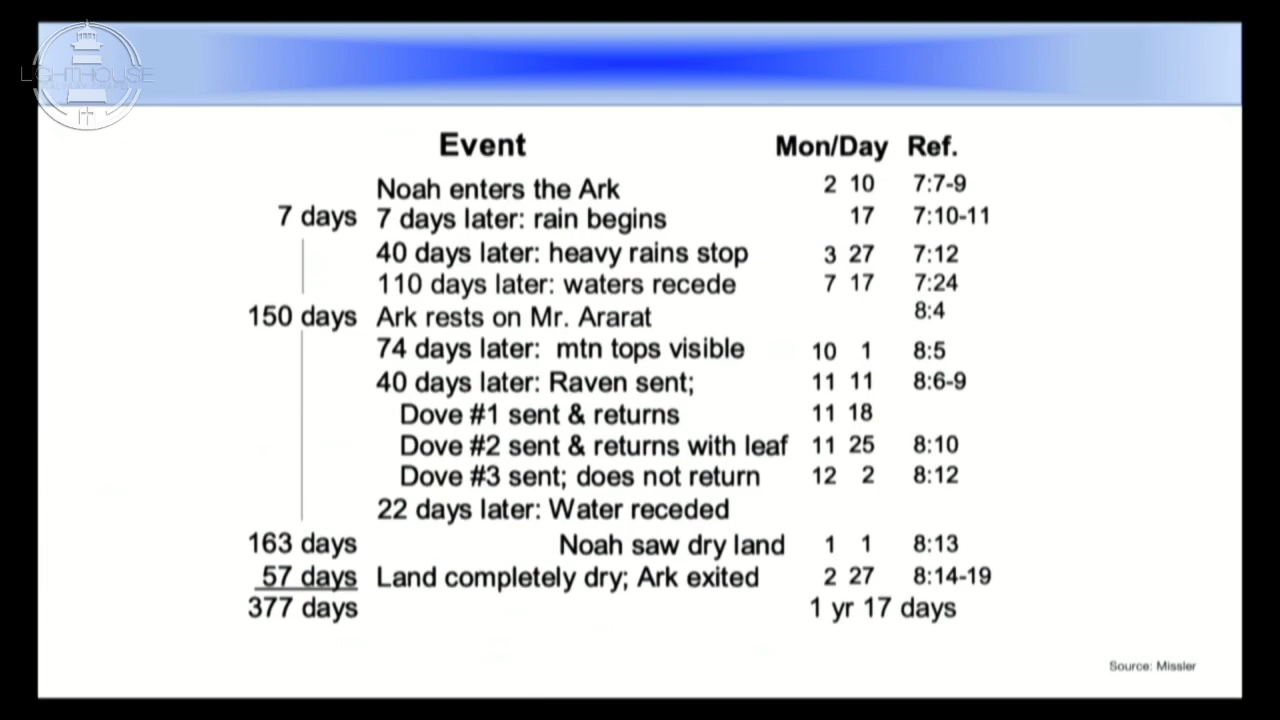 LIGHTHOUSE
Event Mon/Day Ref.
Noah enters the Ark 2 10 7:7-9
7 days 7 days later: rain begins 17 7:10-11
40 days later: heavy rains stop 3 27 7:12
110 days later: waters recede 7 17 7:24
150 days Ark rests on Mr. Ararat 8:4
74 days later: mtn tops visible 10 1 8:5
40 days later: Raven sent; 11 11 8:6-9
Dove #1 sent & returns 11 18
Dove #2 sent & returns with leaf 11 25 8:10
Dove #3 sent; does not return 12 2 8:12
22 days later: Water receded
163 days Noah saw dry land 1 1 8:13
57 days Land completely dry; Ark exited 2 27 8:14-19
377 days 1 yr 17 days
Source: Missler